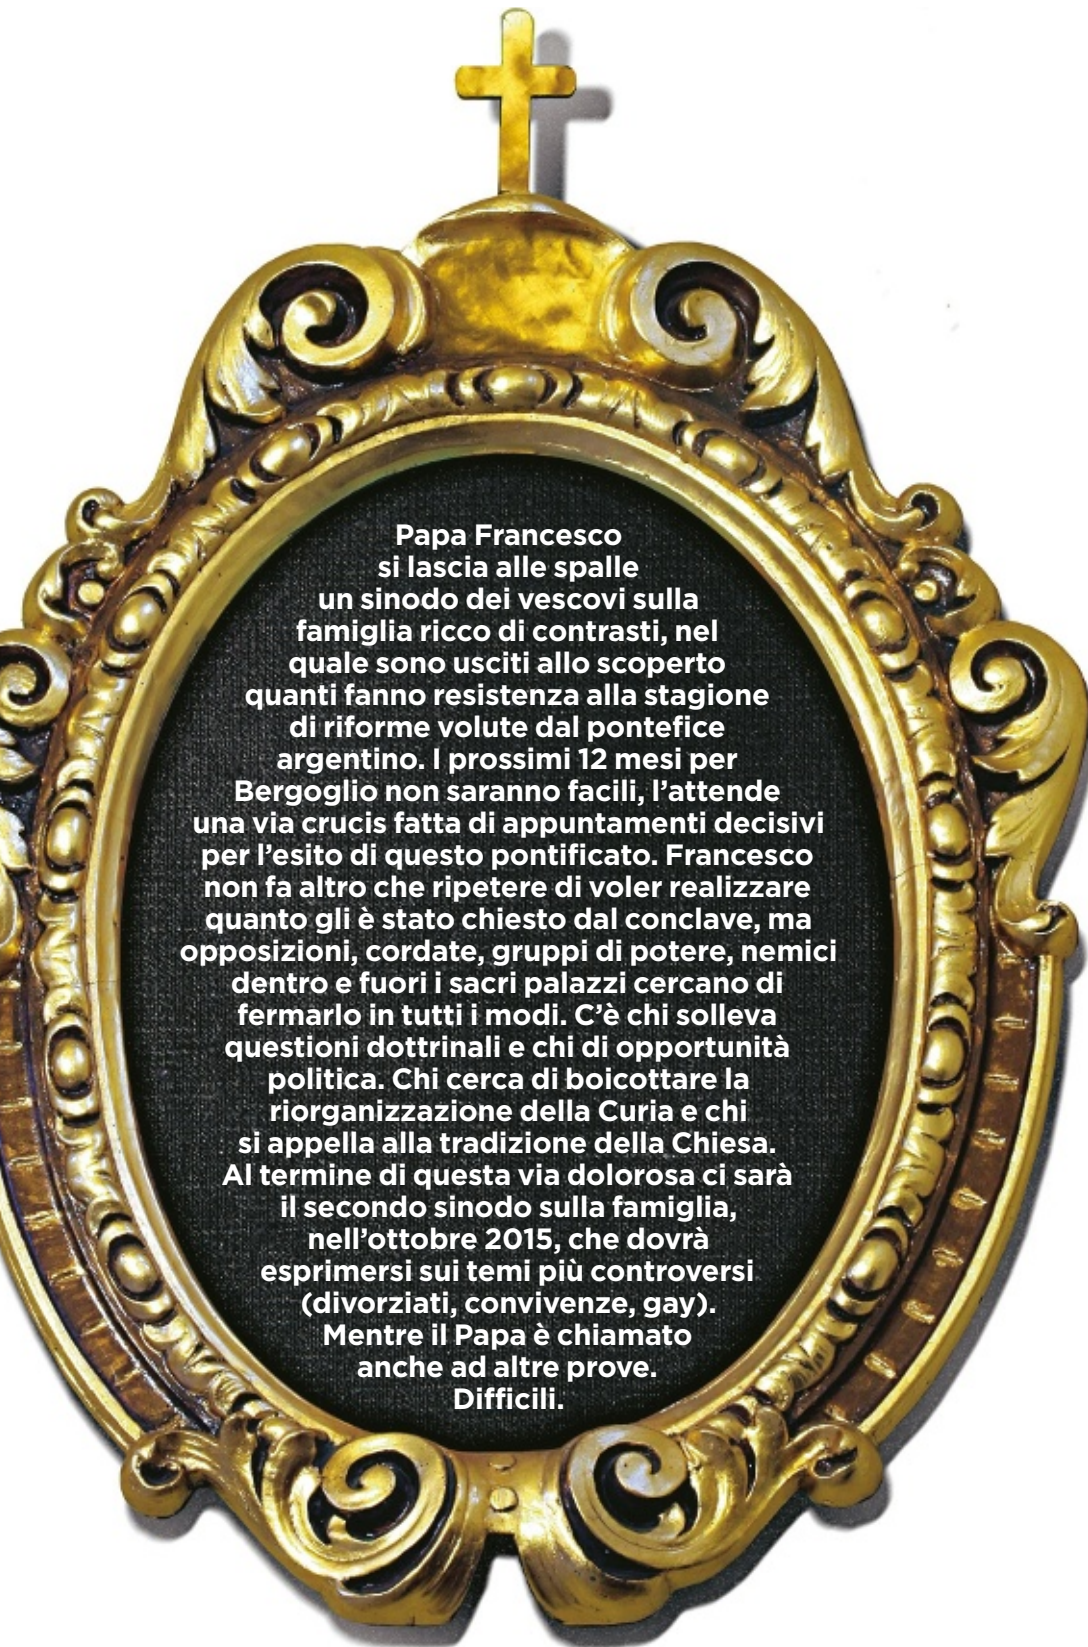 Papa Francesco
si lascia alle spalle
un sinodo dei vescovi sulla
famiglia ricco di contrasti, nel
quale sono usciti allo scoperto
quanti fanno resistenza alla stagione
di riforme volute dal pontefice
argentino. I prossimi 12 mesi per
Bergoglio non saranno facili, l’attende
una via crucis fatta di appuntamenti decisivi
per l’esito di questo pontificato. Francesco
non fa altro che ripetere di voler realizzare
quanto gli è stato chiesto dal conclave, ma
opposizioni, cordate, gruppi di potere, nemici
dentro e fuori i sacri palazzi cercano di
fermarlo in tutti i modi. C’è chi solleva
questioni dottrinali e chi di opportunità
politica. Chi cerca di boicottare la
riorganizzazione della Curia e chi
si appella alla tradizione della Chiesa.
Al termine di questa via dolorosa ci sarà
il secondo sinodo sulla famiglia,
nell’ottobre 2015, che dovrà
esprimersi sui temi più controversi
(divorziati, convivenze, gay).
Mentre il Papa è chiamato
anche ad altre prove.
Difficili.